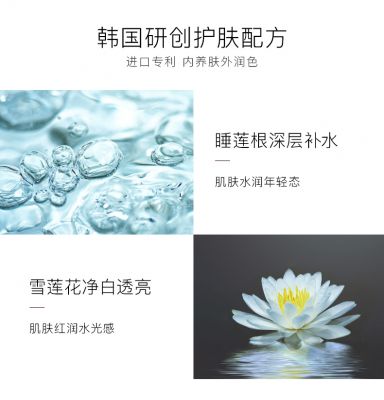 韩国研创护肤配方
进口专利 内养肤外润色
睡莲根深层补水
肌肤水润年轻态
雪莲花净白透亮
肌肤红润水光感